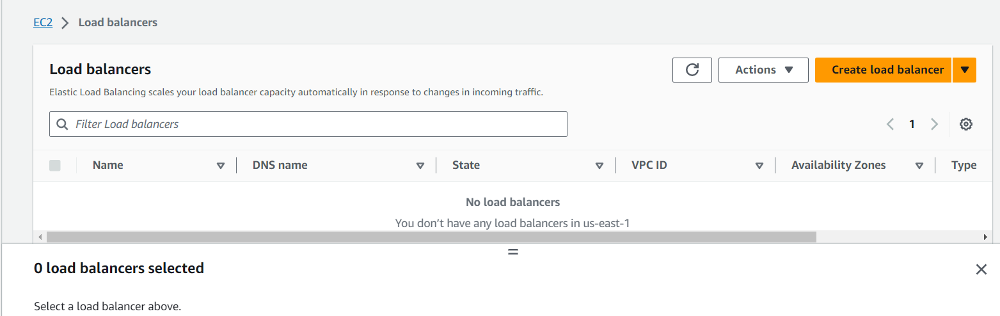 EC2 Load balancers
Load balancers
Actions
Create load balancer
Elastic Load Balancing scales your load balancer capacity automatically in response to changes in incoming traffic.
Filter Load balancers
1
Name DNS name State VPC ID Availability Zones Type
No load balancers
You don’t have any load balancers in us-east-1
0 load balancers selected
Select a load balancer above.